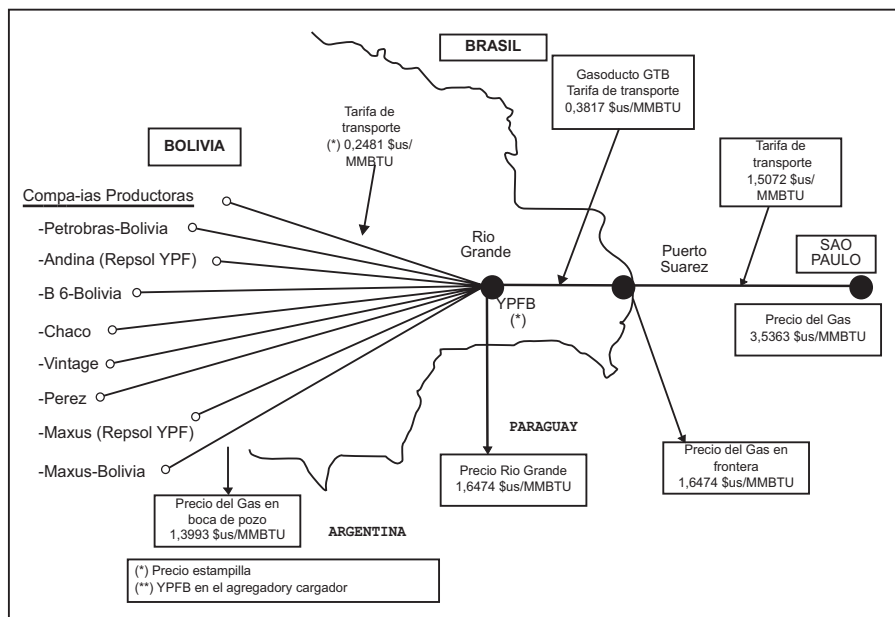 BRASIL
Gasoducto GTB
Tarifa de transporte
0,3817 $us/MMBTU
Tarifa de
transporte
(*) 0,2481 $us/
MMBTU
BOLIVIA
Tarifa de
transporte
1,5072 $us/
MMBTU
Compa-ias Productoras
-Petrobras-Bolivia
-Andina (Repsol YPF)
-B 6-Bolivia
-Chaco
-Vintage
-Perez
-Maxus (Repsol YPF)
-Maxus-Bolivia
Rio
Grande
YPFB
(*)
Puerto
Suarez
SAO
PAULO
Precio del Gas
3,5363 $us/MMBTU
PARAGUAY
Precio Rio Grande
1,6474 $us/MMBTU
Precio del Gas en
frontera
1,6474 $us/MMBTU
Precio del Gas en
boca de pozo
1,3993 $us/MMBTU
ARGENTINA
(*) Precio estampilla
(**) YPFB en el agregadory cargador